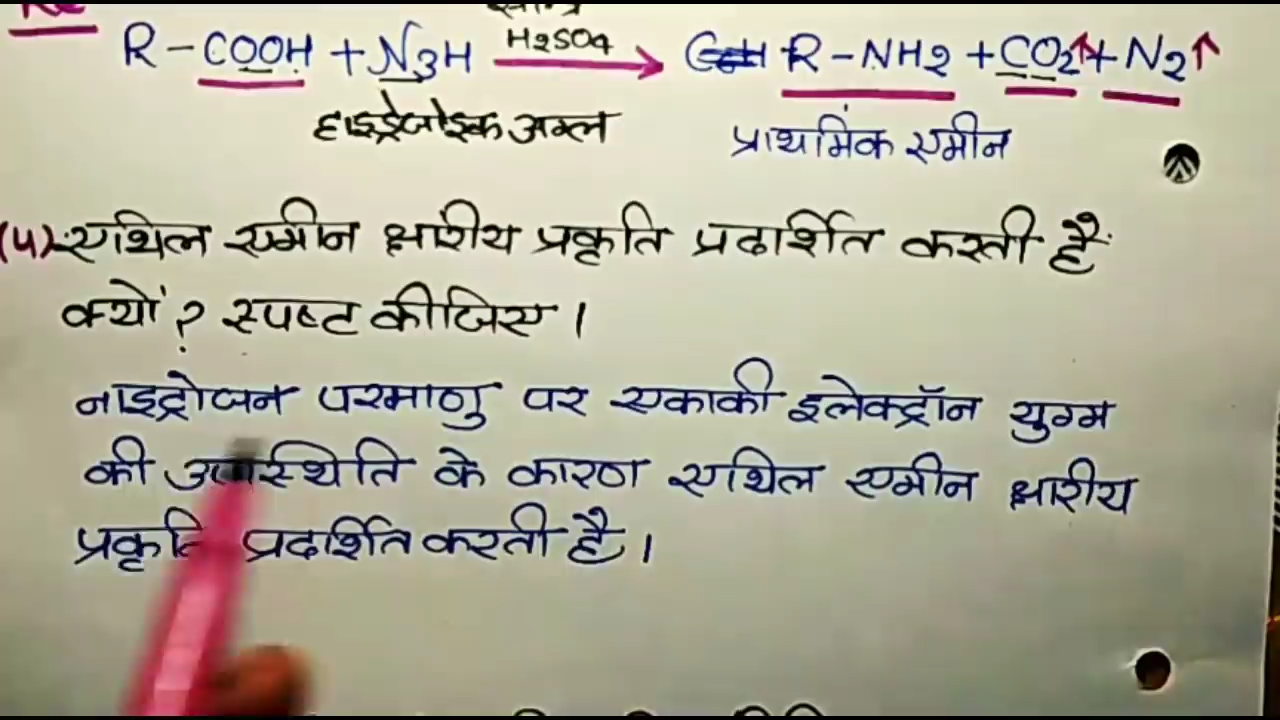 सान्द्र
R-COOH + N3H H2SO4 R-NH2 + CO2↑ + N2↑
हाइड्रेजोइक अम्ल प्राथमिक एमीन
(५) एथिल एमीन क्षारीय प्रकृति प्रदर्शित करती है
क्यों? स्पष्ट कीजिए।
नाइट्रोजन परमाणु पर एकाकी इलेक्ट्रॉन युग्म
की उपस्थिति के कारण एथिल एमीन क्षारीय
प्रकृति प्रदर्शित करती है।